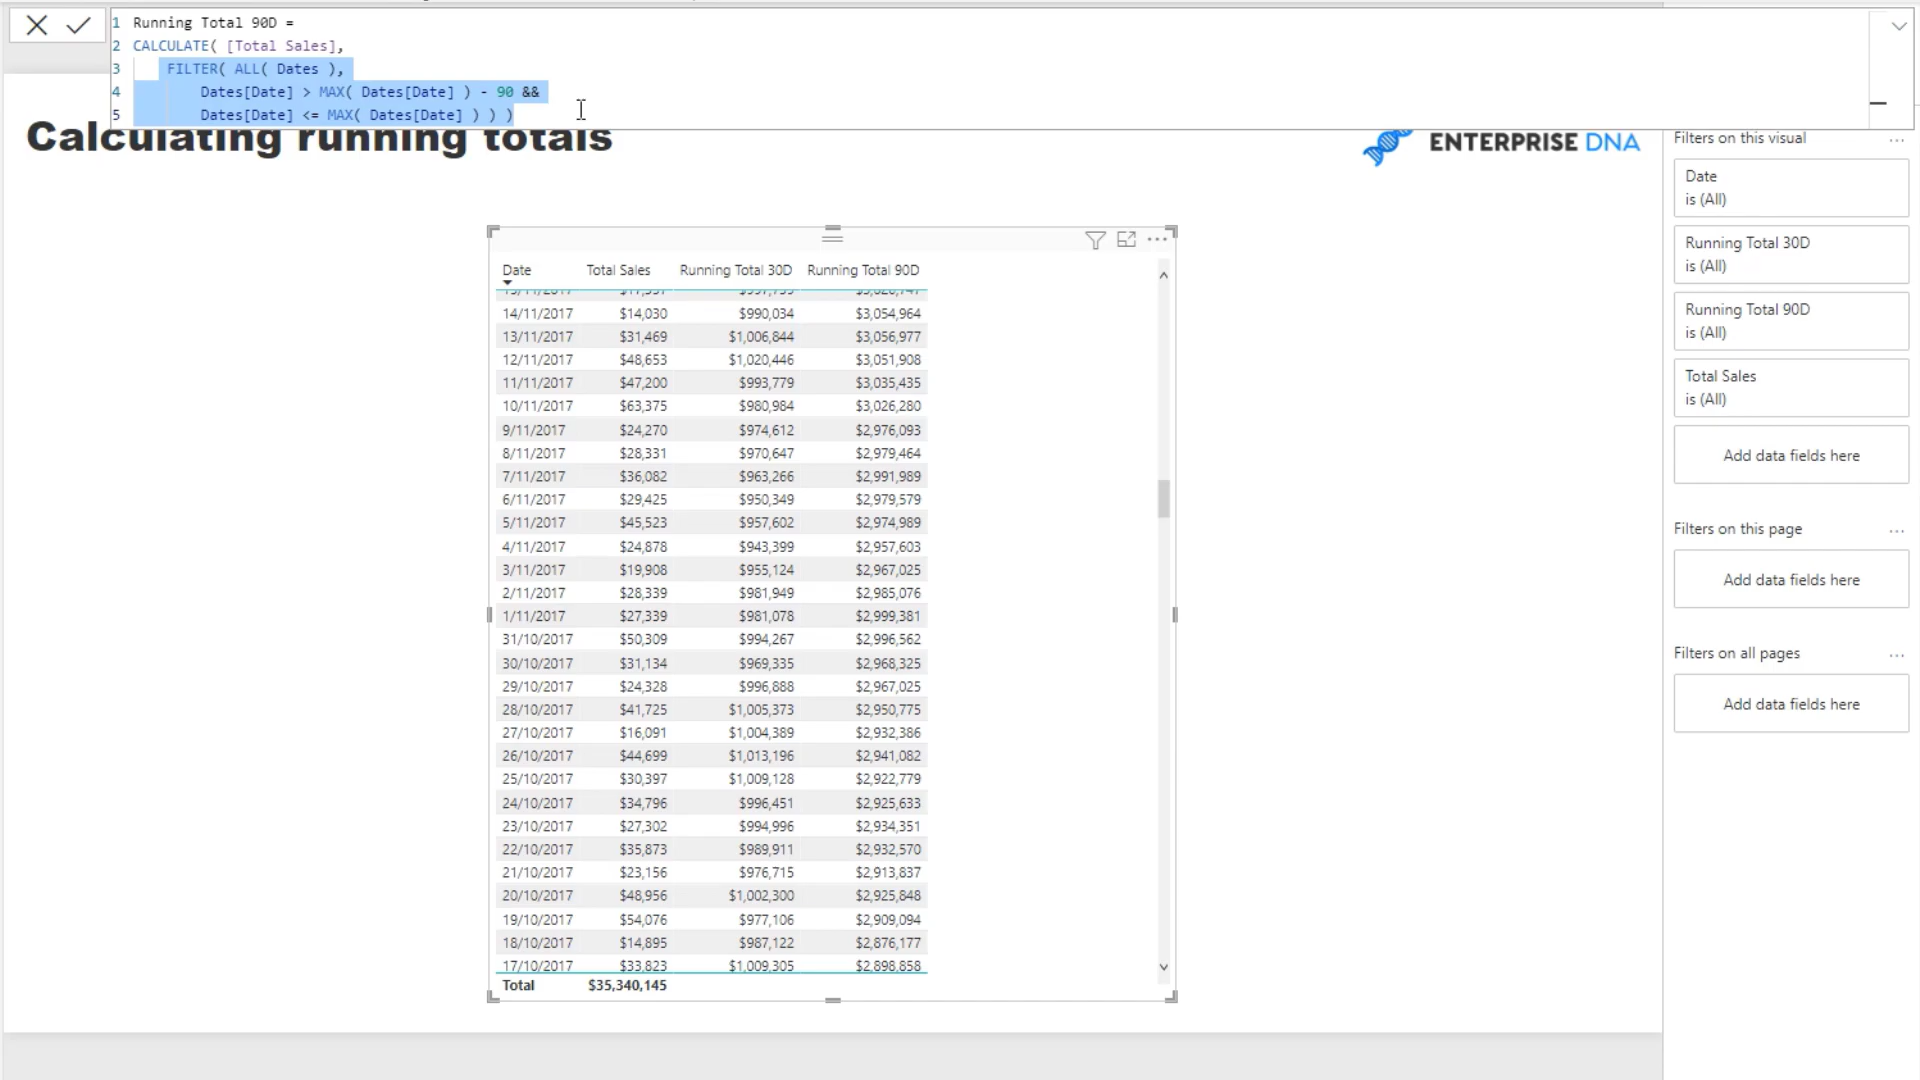 1 Running Total 90D =
2 CALCULATE( [Total Sales],
3 FILTER( ALL( Dates ),
4 Dates[Date] > MAX( Dates[Date] ) - 90 &&
5 Dates[Date] <= MAX( Dates[Date] ) ) )
Calculating running totals
ENTERPRISE DNA
Date Total Sales Running Total 30D Running Total 90D
14/11/2017 $14,030 $990,034 $3,054,964
13/11/2017 $31,469 $1,006,844 $3,056,977
12/11/2017 $48,653 $1,020,446 $3,051,908
11/11/2017 $47,200 $993,779 $3,035,435
10/11/2017 $63,375 $980,984 $3,026,280
9/11/2017 $24,270 $974,612 $2,976,093
8/11/2017 $28,331 $970,647 $2,979,464
7/11/2017 $36,082 $963,266 $2,991,989
6/11/2017 $29,425 $950,349 $2,979,579
5/11/2017 $45,523 $957,602 $2,974,989
4/11/2017 $24,878 $943,399 $2,957,603
3/11/2017 $19,908 $955,124 $2,967,025
2/11/2017 $28,339 $981,949 $2,985,076
1/11/2017 $27,339 $981,078 $2,999,381
31/10/2017 $50,309 $994,267 $2,996,562
30/10/2017 $31,134 $969,335 $2,968,325
29/10/2017 $24,328 $996,888 $2,967,025
28/10/2017 $41,725 $1,005,373 $2,950,775
27/10/2017 $16,091 $1,004,389 $2,932,386
26/10/2017 $44,699 $1,013,196 $2,941,082
25/10/2017 $30,397 $1,009,128 $2,922,779
24/10/2017 $34,796 $996,451 $2,925,633
23/10/2017 $27,302 $994,996 $2,934,351
22/10/2017 $35,873 $989,911 $2,932,570
21/10/2017 $23,156 $976,715 $2,913,837
20/10/2017 $48,956 $1,002,300 $2,925,848
19/10/2017 $54,076 $977,106 $2,909,094
18/10/2017 $14,895 $987,122 $2,876,177
17/10/2017 $33,823 $1,009,305 $2,898,858
Total $35,340,145
Filters on this visual
Date
is (All)
Running Total 30D
is (All)
Running Total 90D
is (All)
Total Sales
is (All)
Add data fields here
Filters on this page
Add data fields here
Filters on all pages
Add data fields here